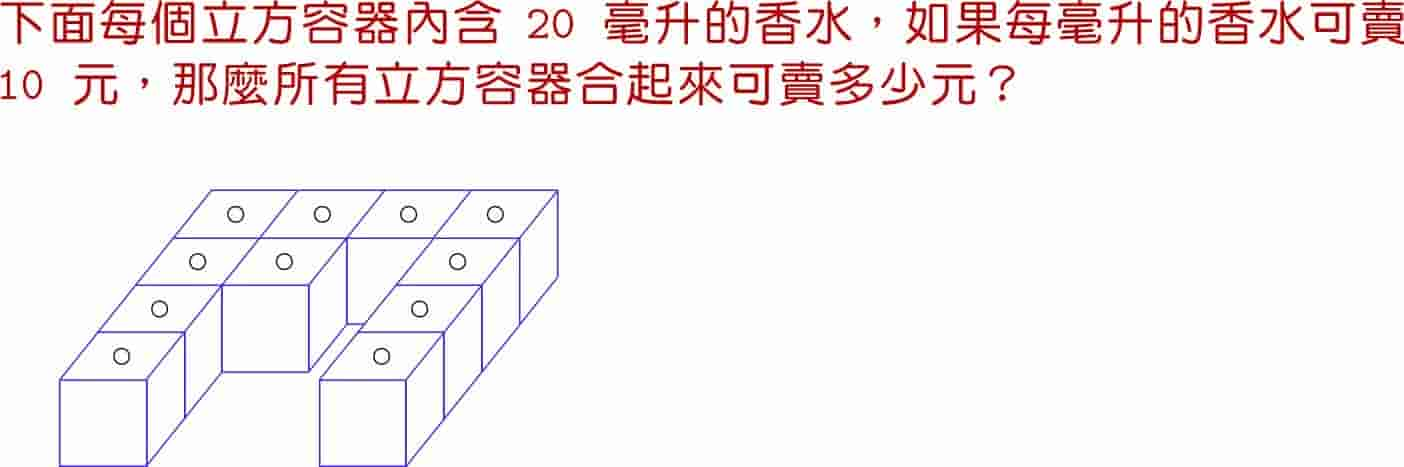 下面每個立方容器內含 20 毫升的香水，如果每毫升的香水可賣
10 元，那麼所有立方容器合起來可賣多少元？